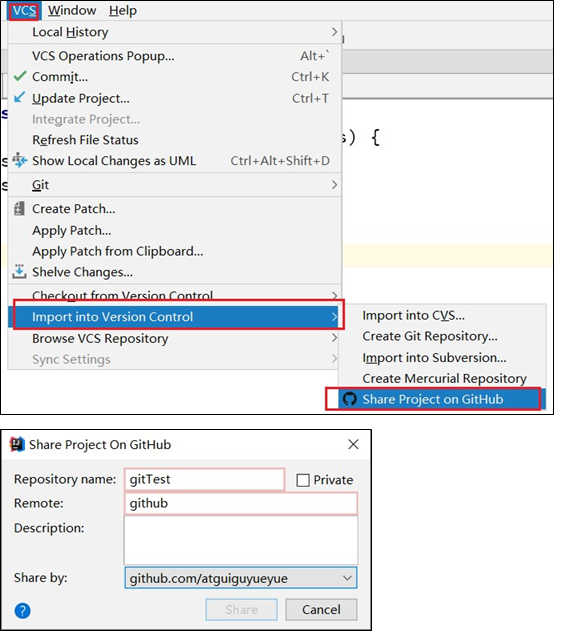 VCS Window Help
Local History
VCS Operations Popup... Alt+`
Commit... Ctrl+K
Update Project... Ctrl+T
Integrate Project...
Refresh File Status
s) {
Show Local Changes as UML Ctrl+Alt+Shift+D
Git
Create Patch...
Apply Patch...
Apply Patch from Clipboard...
Shelve Changes...
Checkout from Version Control
Import into Version Control
Import into CVS...
Browse VCS Repository
Create Git Repository...
Sync Settings
Import into Subversion...
Create Mercurial Repository
Share Project on GitHub
Share Project On GitHub
Repository name: gitTest Private
Remote: github
Description:
Share by: github.com/atguiguyueyue
? Share Cancel